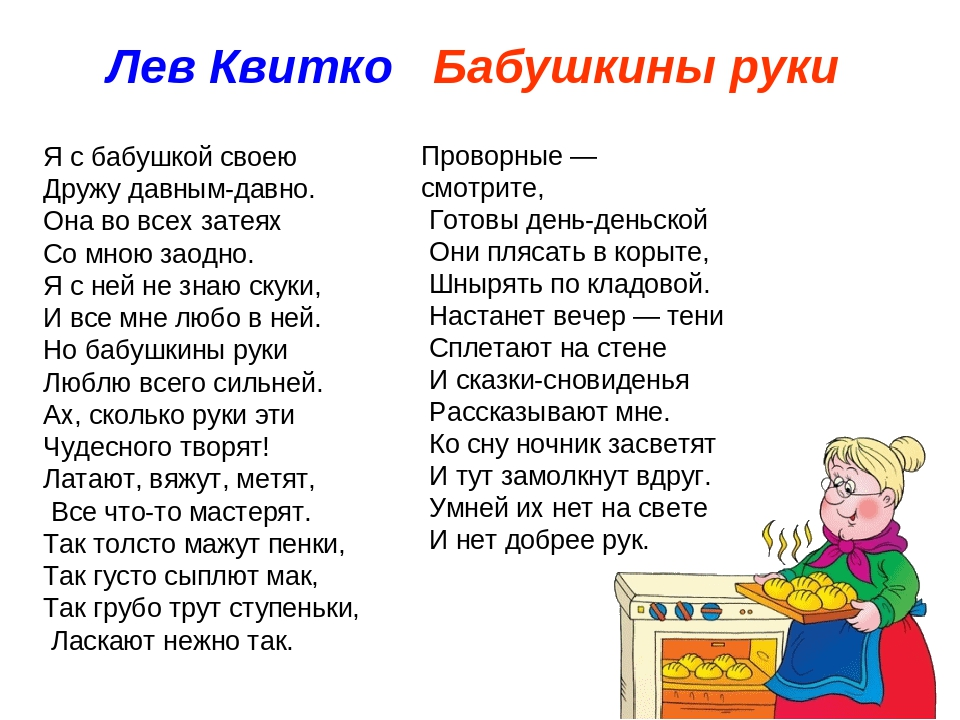 Лев Квитко Бабушкины руки
Я с бабушкой своею
Дружу давным-давно.
Она во всех затеях
Со мною заодно.
Я с ней не знаю скуки,
И все мне любо в ней.
Но бабушкины руки
Люблю всего сильней.
Ах, сколько руки эти
Чудесного творят!
Латают, вяжут, метят,
Все что-то мастерят.
Так толсто мажут пенки,
Так густо сыплют мак,
Так грубо трут ступеньки,
Ласкают нежно так.
Проворные —
смотрите,
Готовы день-деньской
Они плясать в корыте,
Шнырять по кладовой.
Настанет вечер — тени
Сплетают на стене
И сказки-сновиденья
Рассказывают мне.
Ко сну ночник засветят
И тут замолкнут вдруг.
Умней их нет на свете
И нет добрее рук.